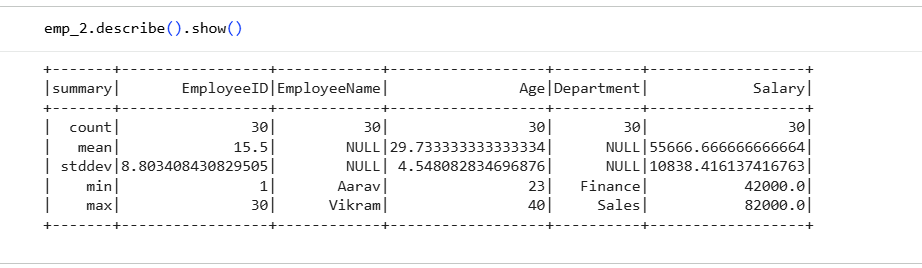 emp_2.describe().show()
+-------+-----------------+------------+-----------------+----------+------------------+
|summary|       EmployeeID|EmployeeName|              Age|Department|            Salary|
+-------+-----------------+------------+-----------------+----------+------------------+
|  count|               30|          30|               30|        30|                30|
|   mean|             15.5|        NULL|29.733333333333334|      NULL|55666.666666666664|
| stddev|8.803408430829505|        NULL| 4.548082834696876|      NULL|10838.416137416763|
|    min|                1|       Aarav|               23|   Finance|           42000.0|
|    max|               30|      Vikram|               40|     Sales|           82000.0|
+-------+-----------------+------------+-----------------+----------+------------------+